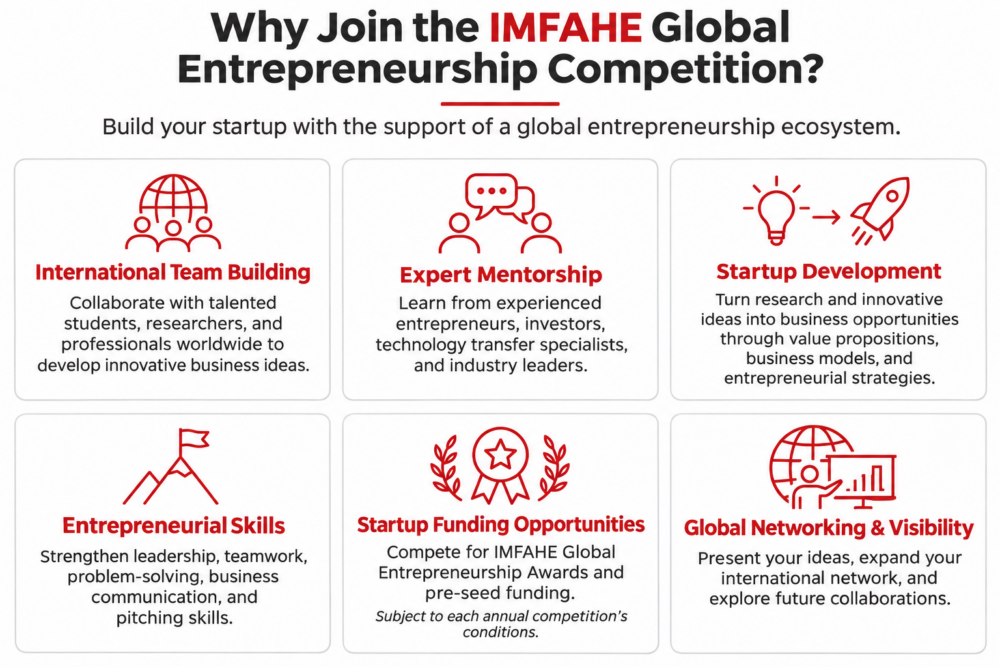 Why Join the IMFAHE Global
Entrepreneurship Competition?
Build your startup with the support of a global entrepreneurship ecosystem.
International Team Building
Collaborate with talented
students, researchers, and
professionals worldwide to
develop innovative business ideas.
Expert Mentorship
Learn from experienced
entrepreneurs, investors,
technology transfer specialists,
and industry leaders.
Startup Development
Turn research and innovative
ideas into business opportunities
through value propositions,
business models, and
entrepreneurial strategies.
Entrepreneurial Skills
Strengthen leadership, teamwork,
problem-solving, business
communication, and
pitching skills.
Startup Funding Opportunities
Compete for IMFAHE Global
Entrepreneurship Awards and
pre-seed funding.
Subject to each annual competition's
conditions.
Global Networking & Visibility
Present your ideas, expand your
international network, and
explore future collaborations.